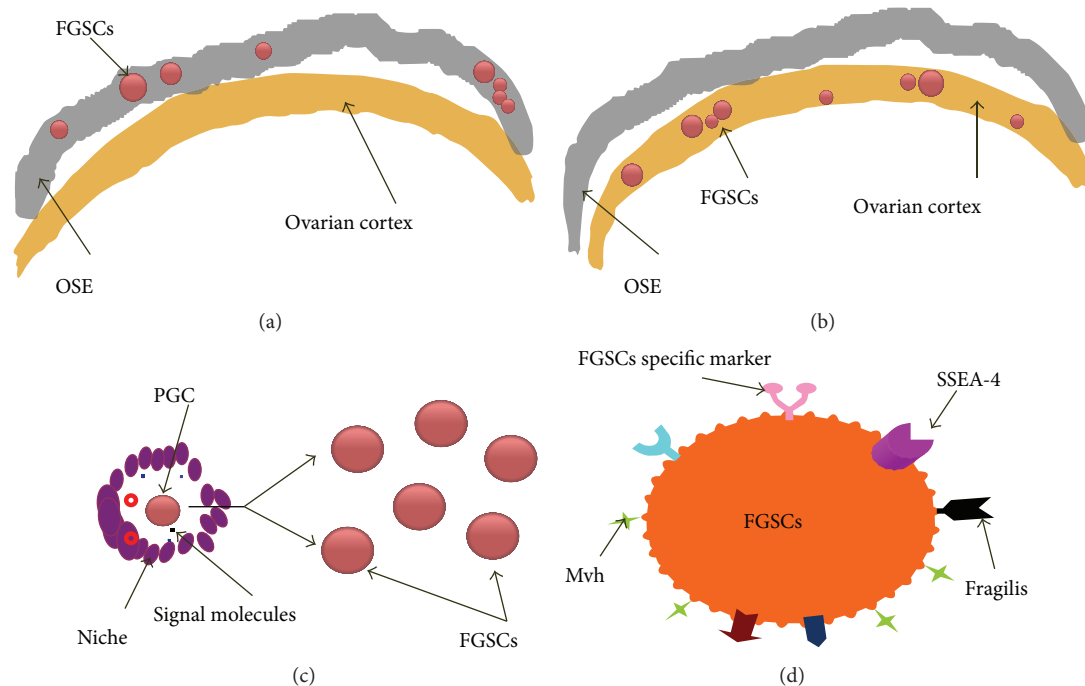 FGSCs
Ovarian cortex
OSE
(a)
FGSCs
Ovarian cortex
OSE
(b)
PGC
Signal molecules
Niche
FGSCs
(c)
FGSCs specific marker
SSEA-4
FGSCs
Mvh
Fragilis
(d)